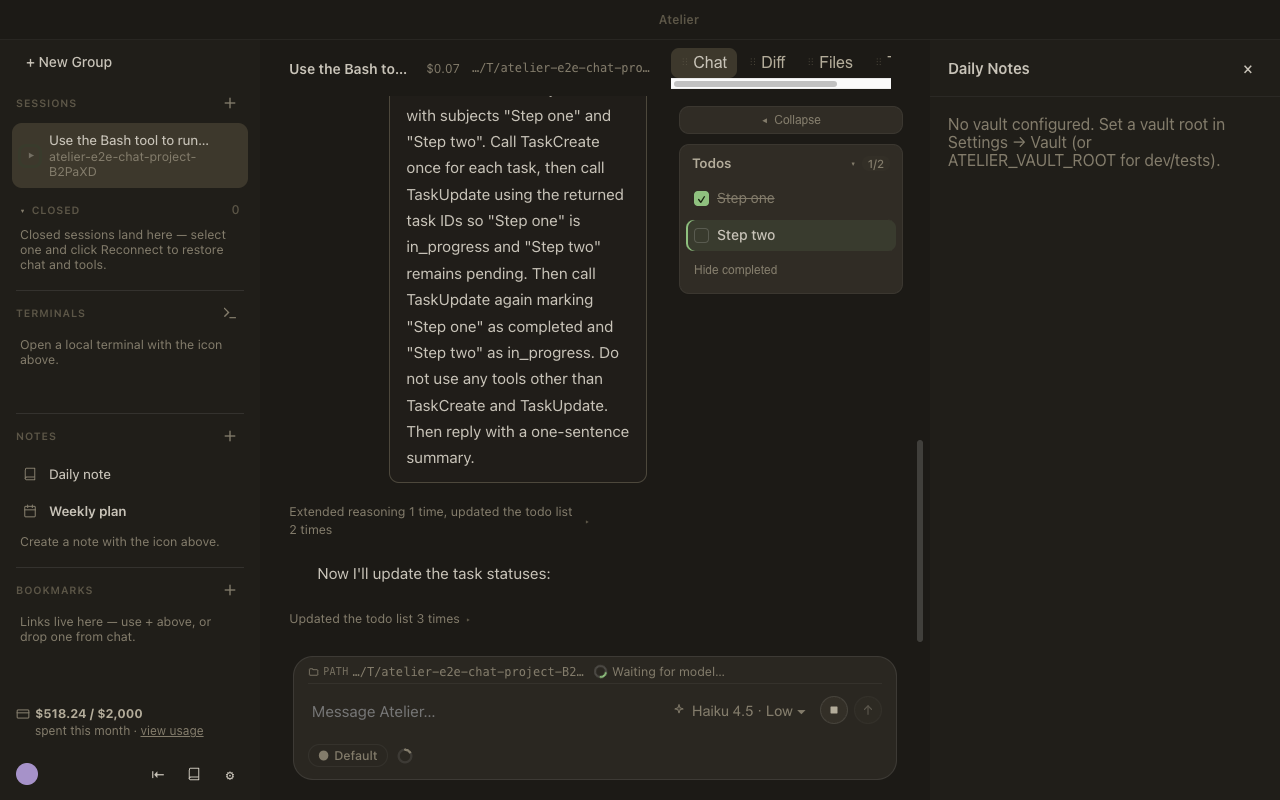 Atelier
+ New Group
SESSIONS
Use the Bash tool to run...
atelier-e2e-chat-project-
B2PaXD
CLOSED
0
Closed sessions land here — select
one and click Reconnect to restore
chat and tools.
TERMINALS
Open a local terminal with the icon
above.
NOTES
Daily note
Weekly plan
Create a note with the icon above.
BOOKMARKS
Links live here — use + above, or
drop one from chat.
$518.24 / $2,000
spent this month · view usage
Use the Bash to... $0.07 …/T/atelier-e2e-chat-pro…
Chat Diff Files
with subjects "Step one" and
"Step two". Call TaskCreate
once for each task, then call
TaskUpdate using the returned
task IDs so "Step one" is
in_progress and "Step two"
remains pending. Then call
TaskUpdate again marking
"Step one" as completed and
"Step two" as in_progress. Do
not use any tools other than
TaskCreate and TaskUpdate.
Then reply with a one-sentence
summary.
Collapse
Todos
1/2
Step one
Step two
Hide completed
Extended reasoning 1 time, updated the todo list
2 times
Now I'll update the task statuses:
Updated the todo list 3 times
PATH …/T/atelier-e2e-chat-project-B2… Waiting for model…
Message Atelier...
Haiku 4.5 · Low
Default
Daily Notes
No vault configured. Set a vault root in
Settings → Vault (or
ATELIER_VAULT_ROOT for dev/tests).